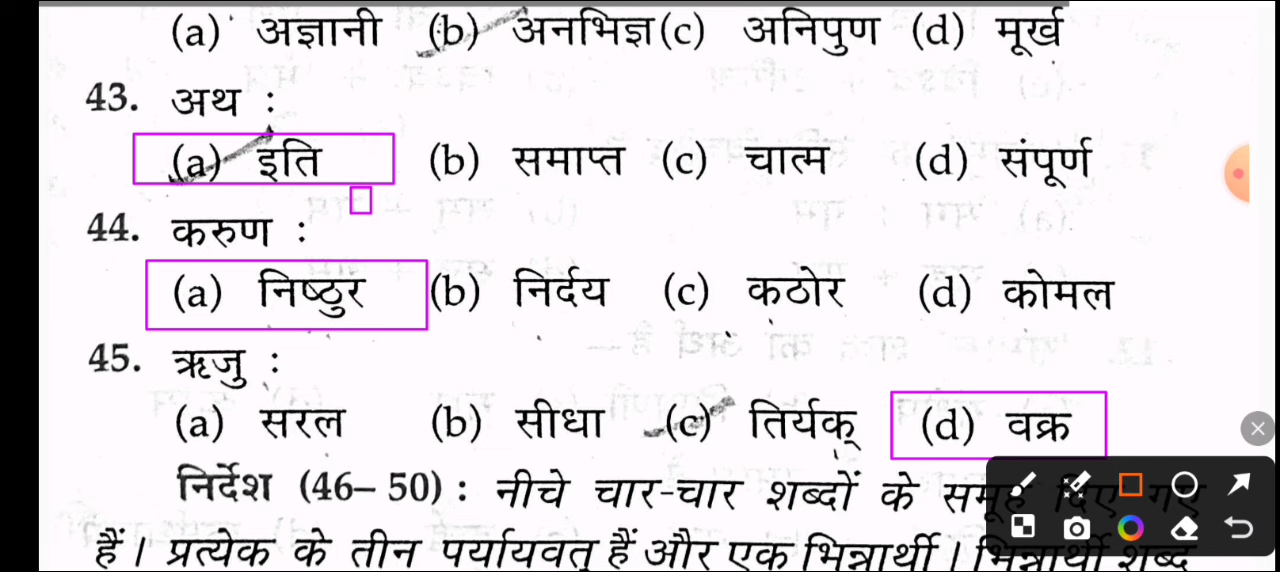 (a) अज्ञानी (b) अनभिज्ञ (c) अनिपुण (d) मूर्ख
43. अथ :
(a) इति (b) समाप्त (c) चात्म (d) संपूर्ण
44. करुण :
(a) निष्ठुर (b) निर्दय (c) कठोर (d) कोमल
45. ऋजु :
(a) सरल (b) सीधा (c) तिर्यक् (d) वक्र
निर्देश (46–50) : नीचे चार-चार शब्दों के समूह दिए गए
हैं। प्रत्येक के तीन पर्यायवत् हैं और एक भिन्नार्थी। भिन्नार्थी शब्द